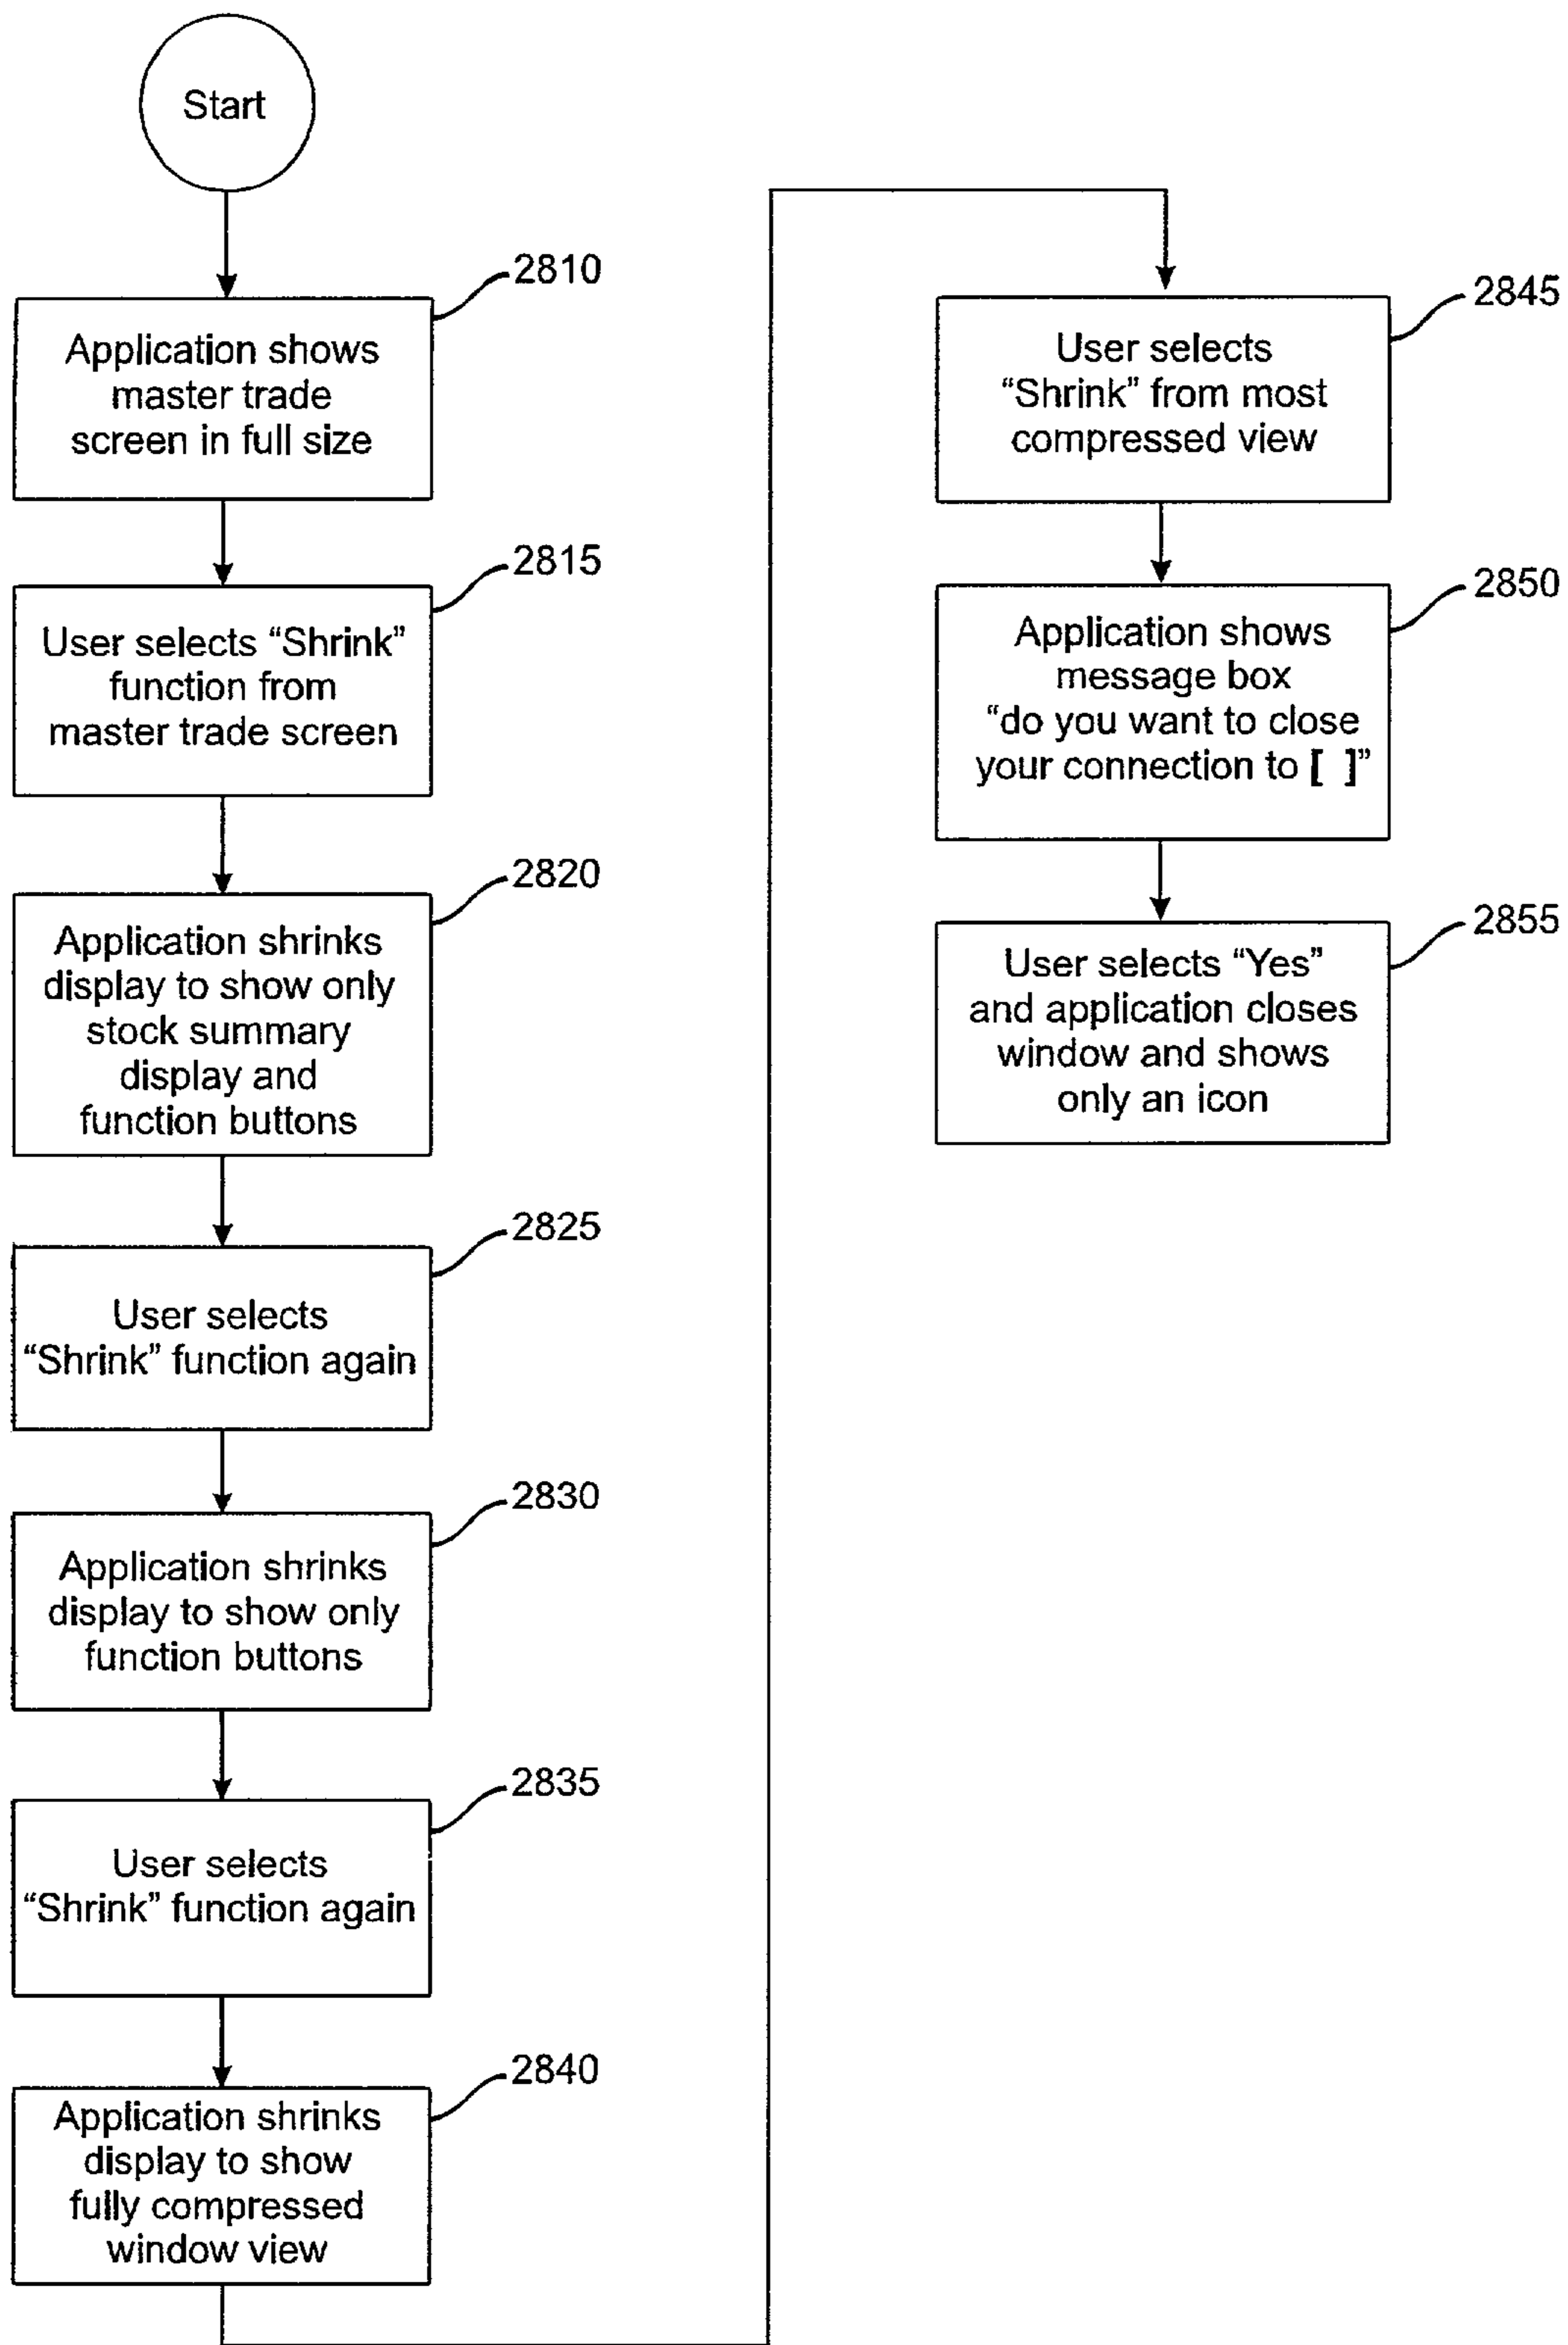 Start
2810
Application shows
master trade
screen in full size
2815
User selects “Shrink”
function from
master trade screen
2820
Application shrinks
display to show only
stock summary
display and
function buttons
2825
User selects
“Shrink” function again
2830
Application shrinks
display to show only
function buttons
2835
User selects
“Shrink” function again
2840
Application shrinks
display to show
fully compressed
window view
2845
User selects
“Shrink” from most
compressed view
2850
Application shows
message box
“do you want to close
your connection to [ ]”
2855
User selects “Yes”
and application closes
window and shows
only an icon